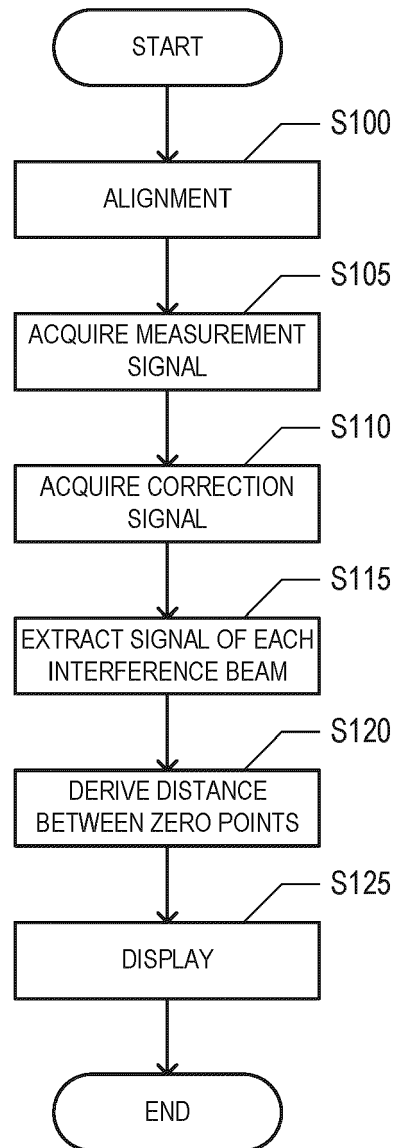 START
S100
ALIGNMENT
S105
ACQUIRE MEASUREMENT
SIGNAL
S110
ACQUIRE CORRECTION
SIGNAL
S115
EXTRACT SIGNAL OF EACH
INTERFERENCE BEAM
S120
DERIVE DISTANCE
BETWEEN ZERO POINTS
S125
DISPLAY
END